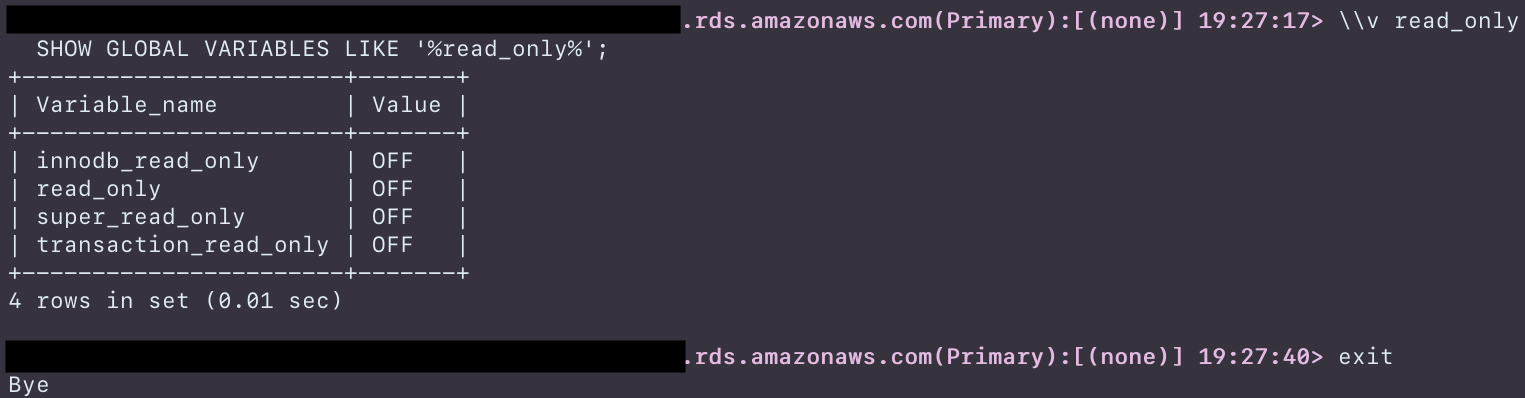 .rds.amazonaws.com(Primary):[(none)] 19:27:17> \\v read_only
  SHOW GLOBAL VARIABLES LIKE '%read_only%';
+-----------------------+-------+
| Variable_name         | Value |
+-----------------------+-------+
| innodb_read_only      | OFF   |
| read_only             | OFF   |
| super_read_only       | OFF   |
| transaction_read_only | OFF   |
+-----------------------+-------+
4 rows in set (0.01 sec)
.rds.amazonaws.com(Primary):[(none)] 19:27:40> exit
Bye